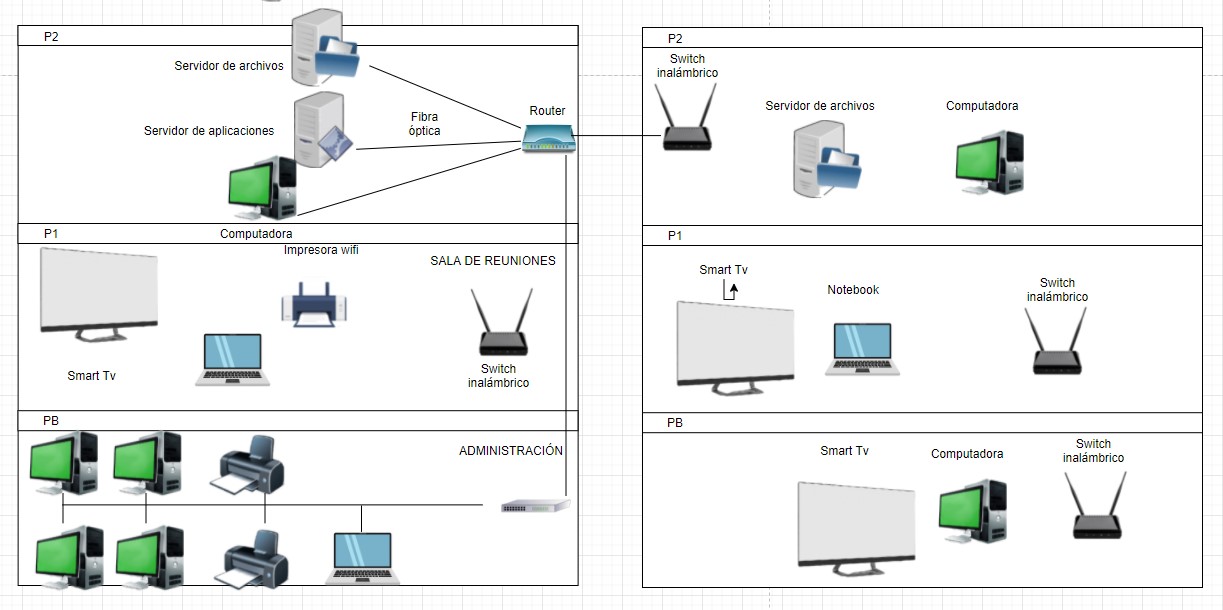 P2
Servidor de archivos
Servidor de aplicaciones
Fibra
óptica
Router
P1
Computadora
Impresora wifi
SALA DE REUNIONES
Smart Tv
Switch
inalámbrico
PB
ADMINISTRACIÓN
P2
Switch
inalámbrico
Servidor de archivos
Computadora
P1
Smart Tv
Notebook
Switch
inalámbrico
PB
Smart Tv
Computadora
Switch
inalámbrico